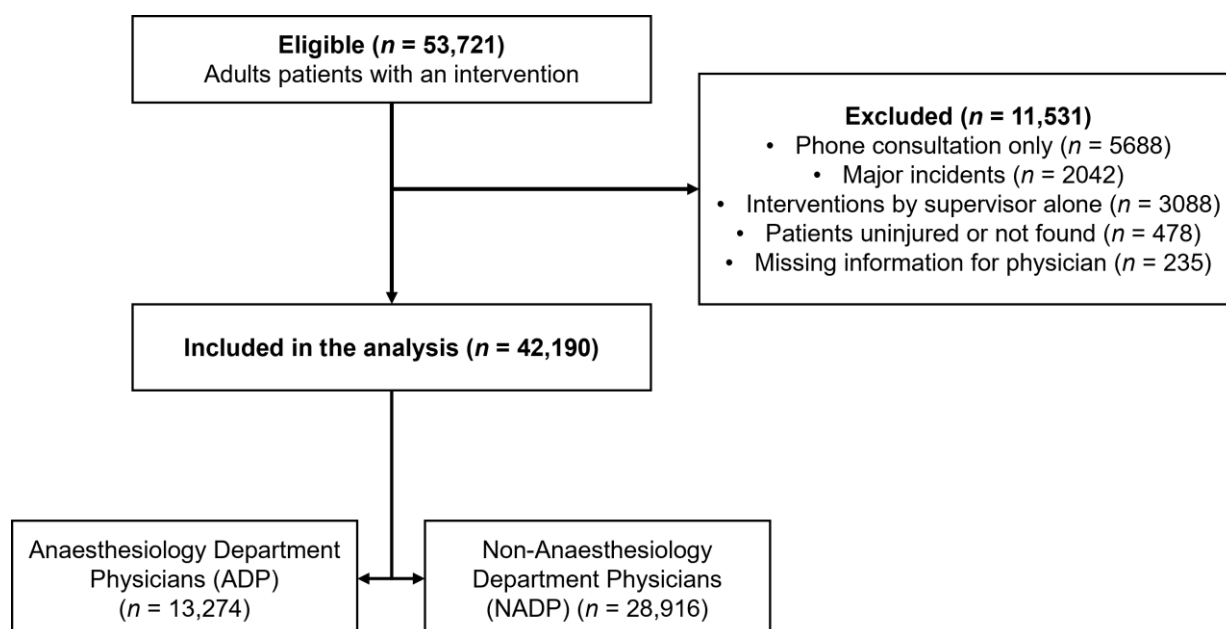 Eligible (n = 53,721)
Adults patients with an intervention
Excluded (n = 11,531)
• Phone consultation only (n = 5688)
• Major incidents (n = 2042)
• Interventions by supervisor alone (n = 3088)
• Patients uninjured or not found (n = 478)
• Missing information for physician (n = 235)
Included in the analysis (n = 42,190)
Anaesthesiology Department
Physicians (ADP)
(n = 13,274)
Non-Anaesthesiology
Department Physicians
(NADP) (n = 28,916)